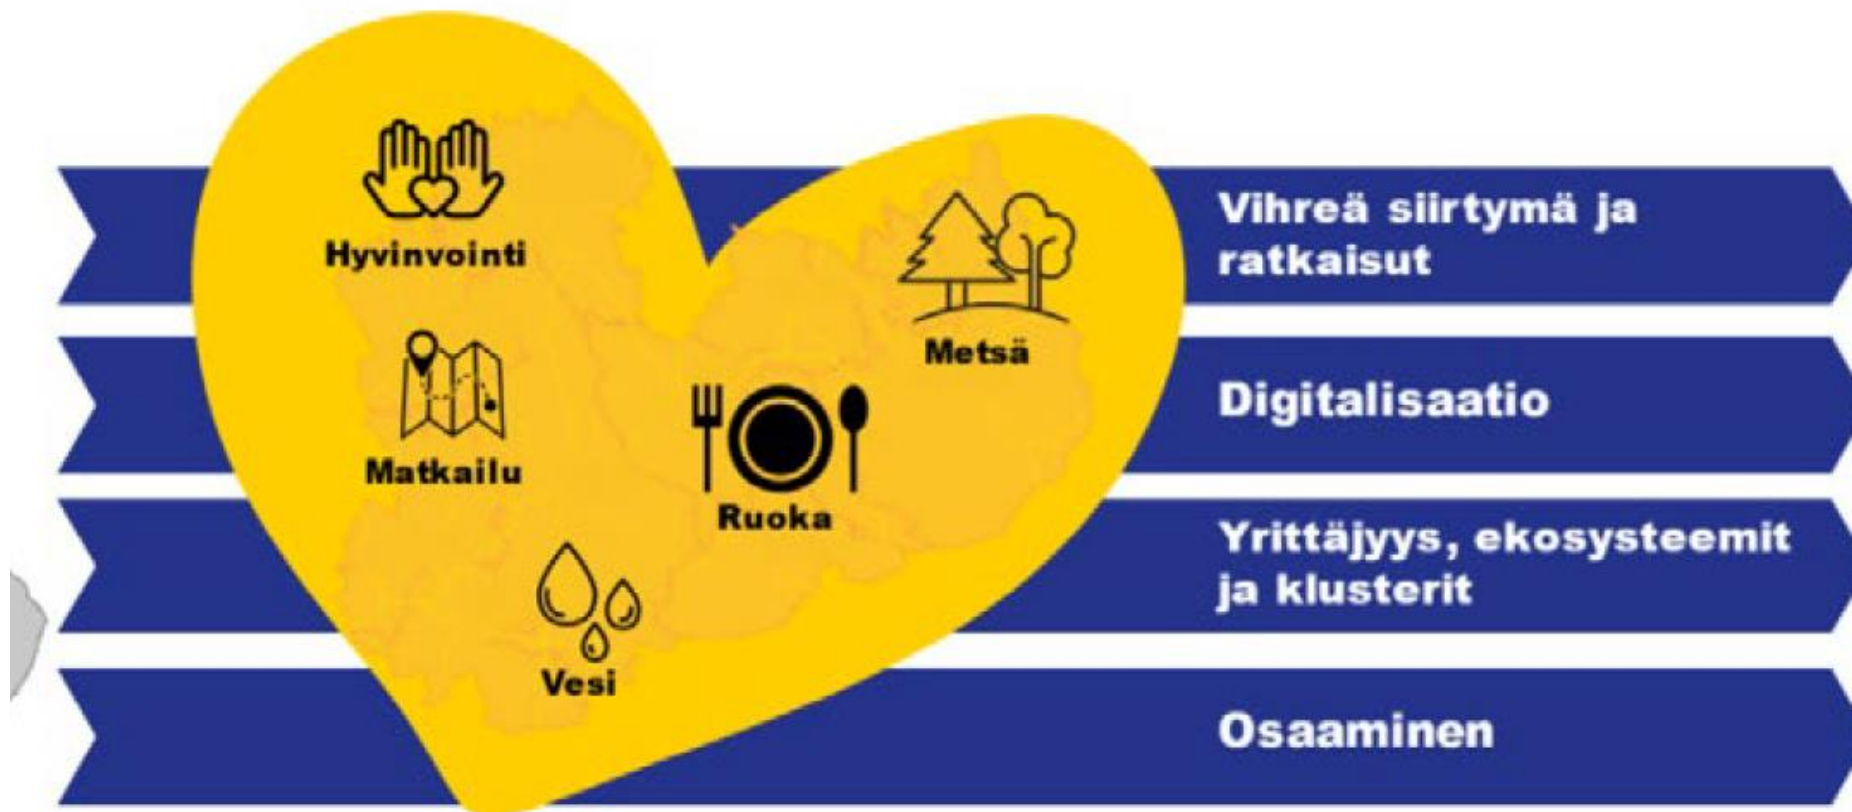 Hyvinvointi
Matkailu
Vesi
Ruoka
Metsä
Vihreä siirtymä ja
ratkaisut
Digitalisaatio
Yrittäjyys, ekosysteemit
ja klusterit
Osaaminen